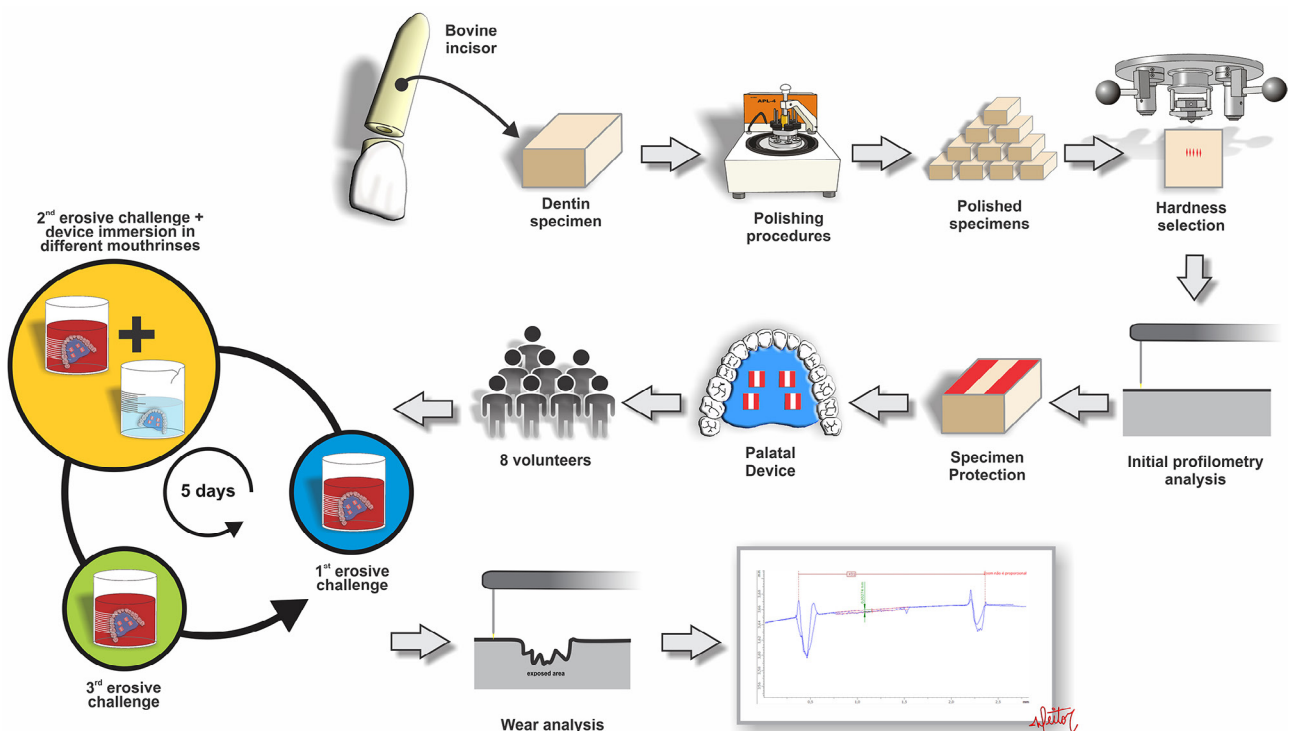 Bovine
incisor
APL-4
Dentin
specimen
Polishing
procedures
Polished
specimens
Hardness
selection
2nd erosive challenge +
device immersion in
different mouthrinses
5 days
1st erosive
challenge
3rd erosive
challenge
8 volunteers
Palatal
Device
Specimen
Protection
Initial profilometry
analysis
exposed area
Wear analysis